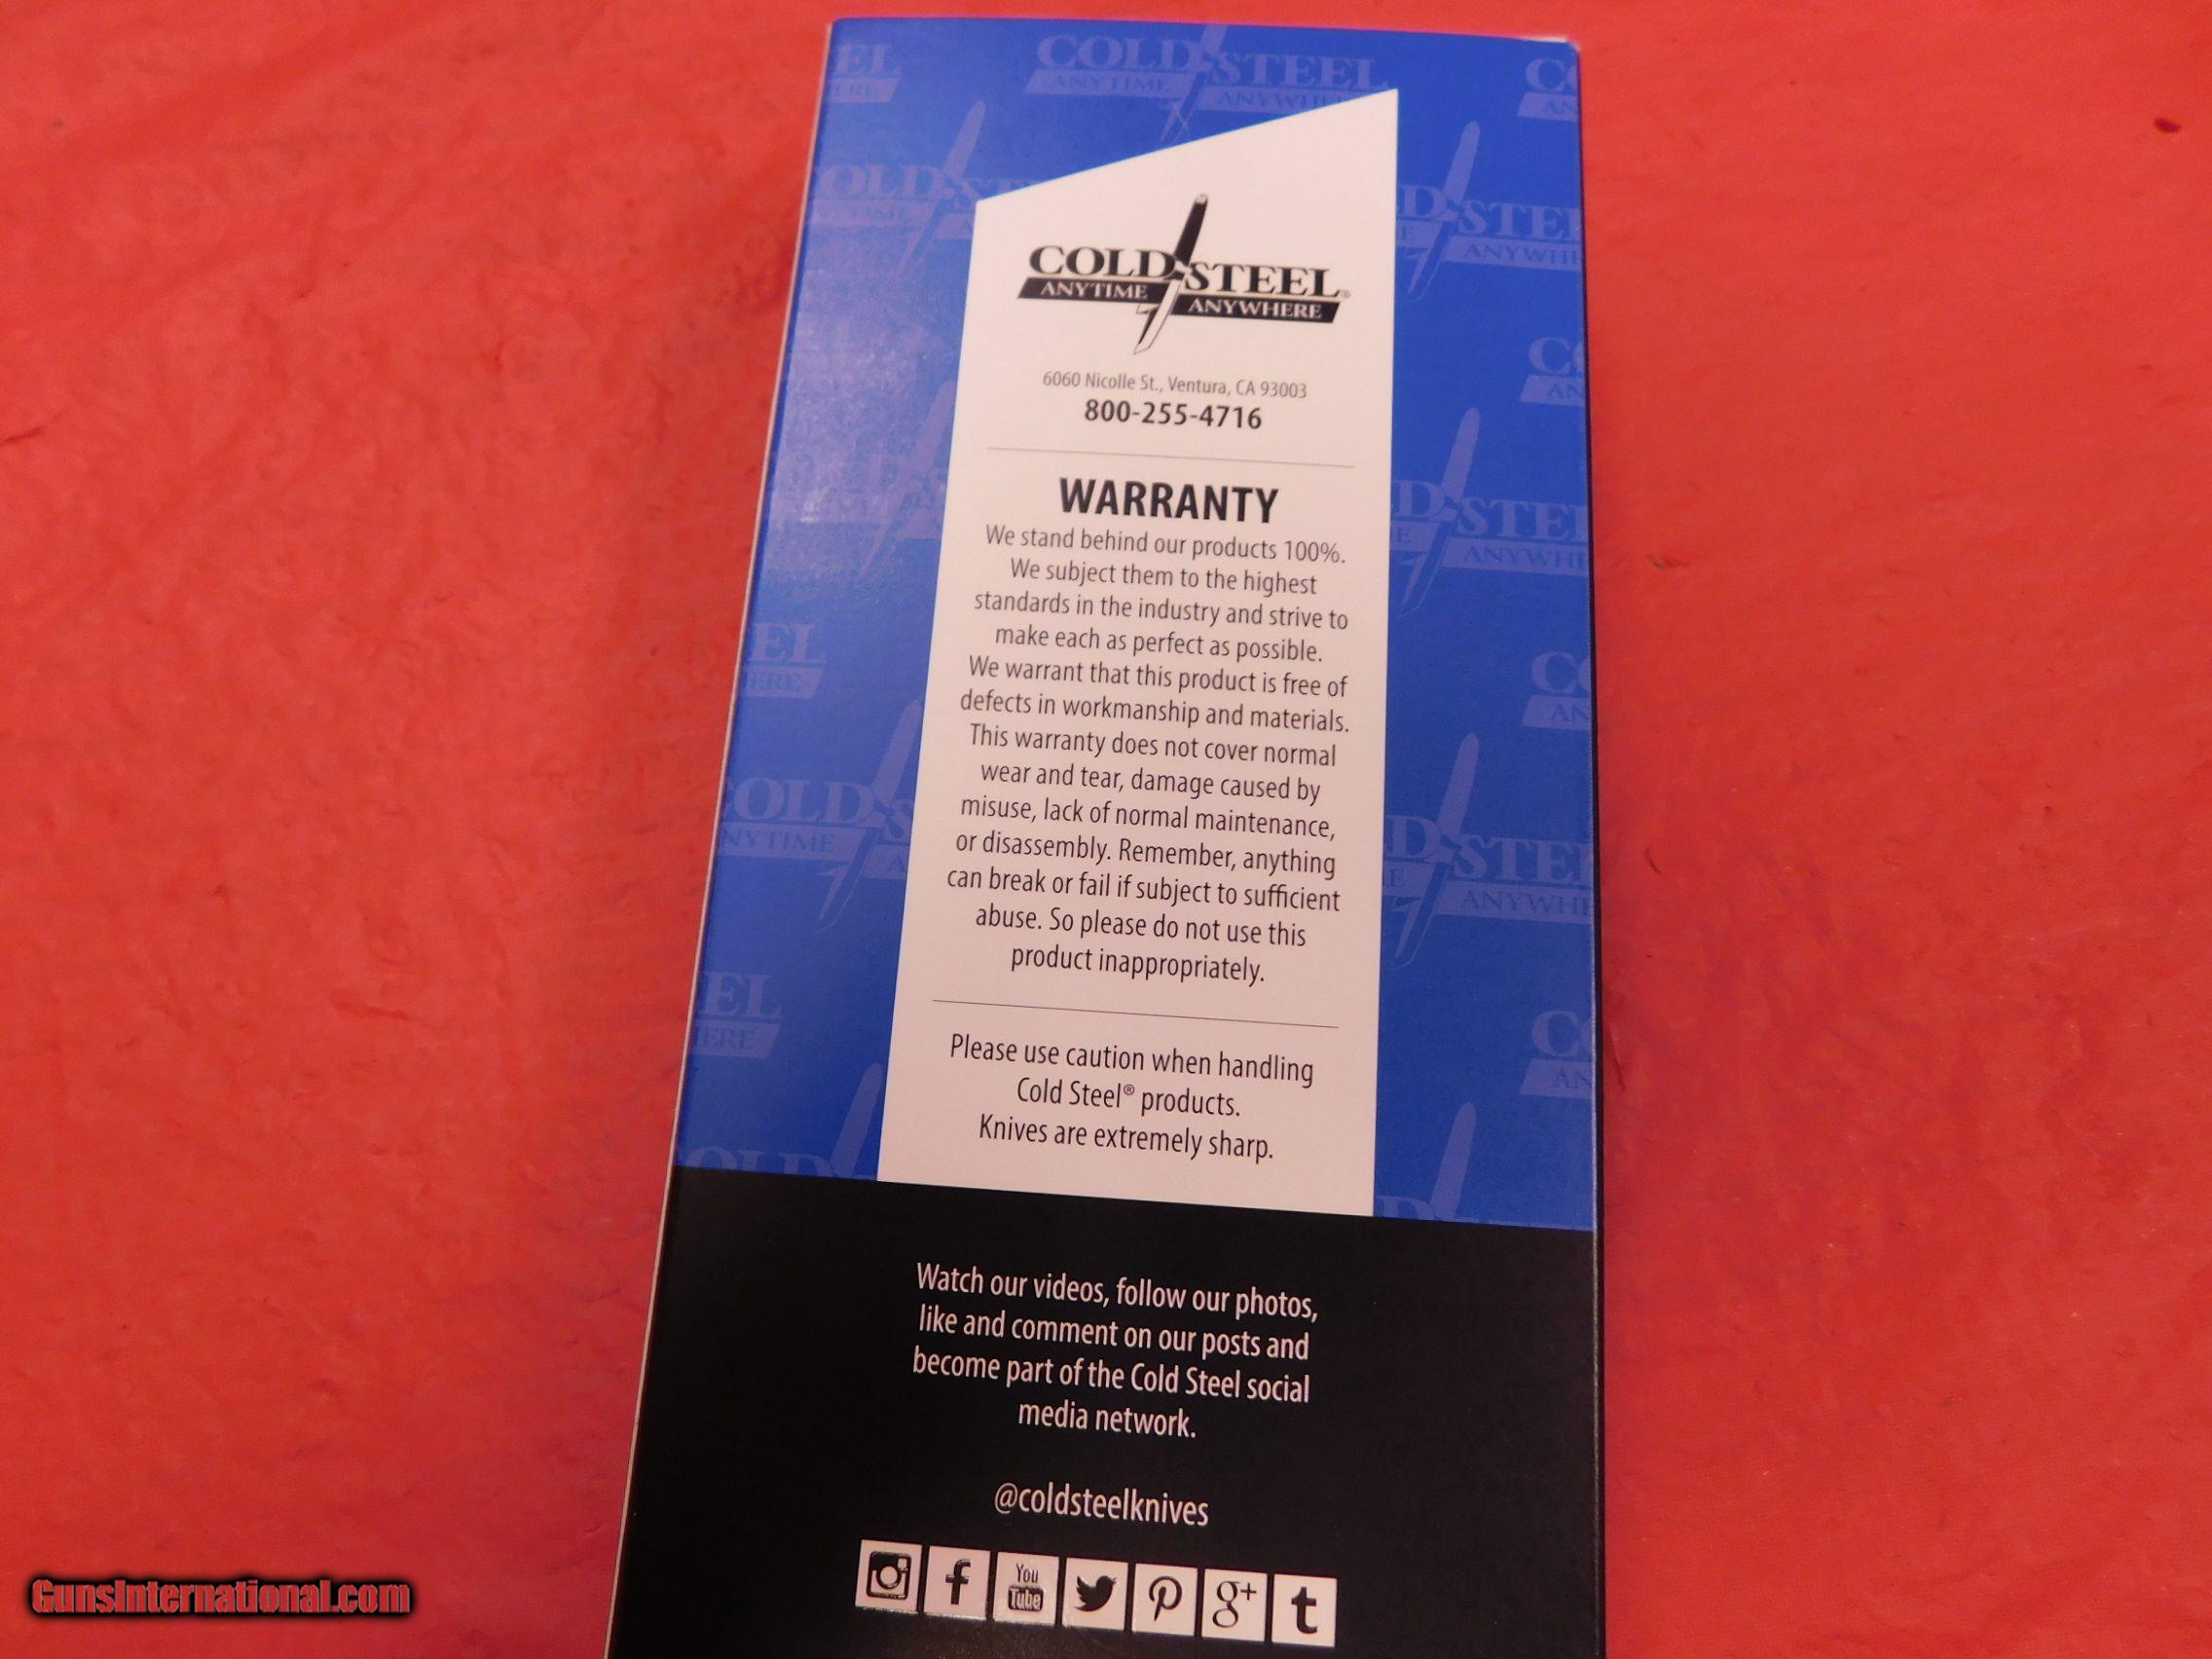 COLD STEEL®
ANYTIME ANYWHERE
6060 Nicolle St., Ventura, CA 93003
800-255-4716
WARRANTY
We stand behind our products 100%.
We subject them to the highest
standards in the industry and strive to
make each as perfect as possible.
We warrant that this product is free of
defects in workmanship and materials.
This warranty does not cover normal
wear and tear, damage caused by
misuse, lack of normal maintenance,
or disassembly. Remember, anything
can break or fail if subject to sufficient
abuse. So please do not use this
product inappropriately.
Please use caution when handling
Cold Steel® products.
Knives are extremely sharp.
Watch our videos, follow our photos,
like and comment on our posts and
become part of the Cold Steel social
media network.
@coldsteelknives
f You Tube g+ t
GunsInternational.com